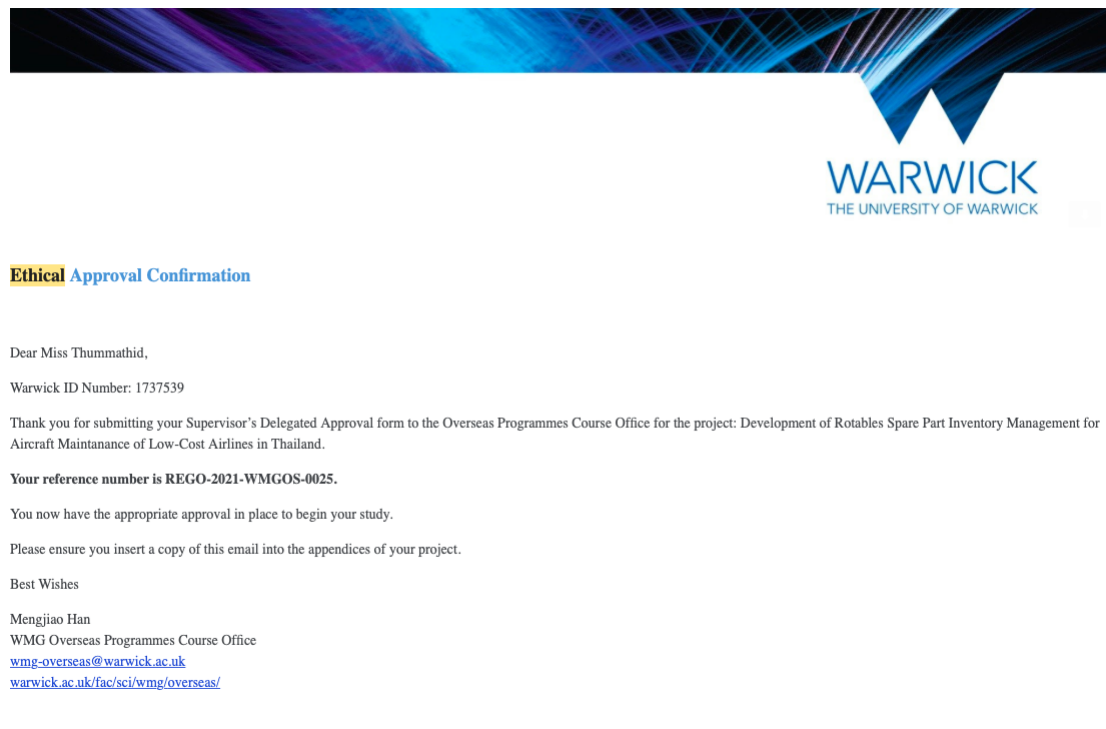 WARWICK
THE UNIVERSITY OF WARWICK
Ethical Approval Confirmation
Dear Miss Thummathid,
Warwick ID Number: 1737539
Thank you for submitting your Supervisor’s Delegated Approval form to the Overseas Programmes Course Office for the project: Development of Rotables Spare Part Inventory Management for
Aircraft Maintanance of Low-Cost Airlines in Thailand.
Your reference number is REGO-2021-WMGOS-0025.
You now have the appropriate approval in place to begin your study.
Please ensure you insert a copy of this email into the appendices of your project.
Best Wishes
Mengjiao Han
WMG Overseas Programmes Course Office
wmg-overseas@warwick.ac.uk
warwick.ac.uk/fac/sci/wmg/overseas/